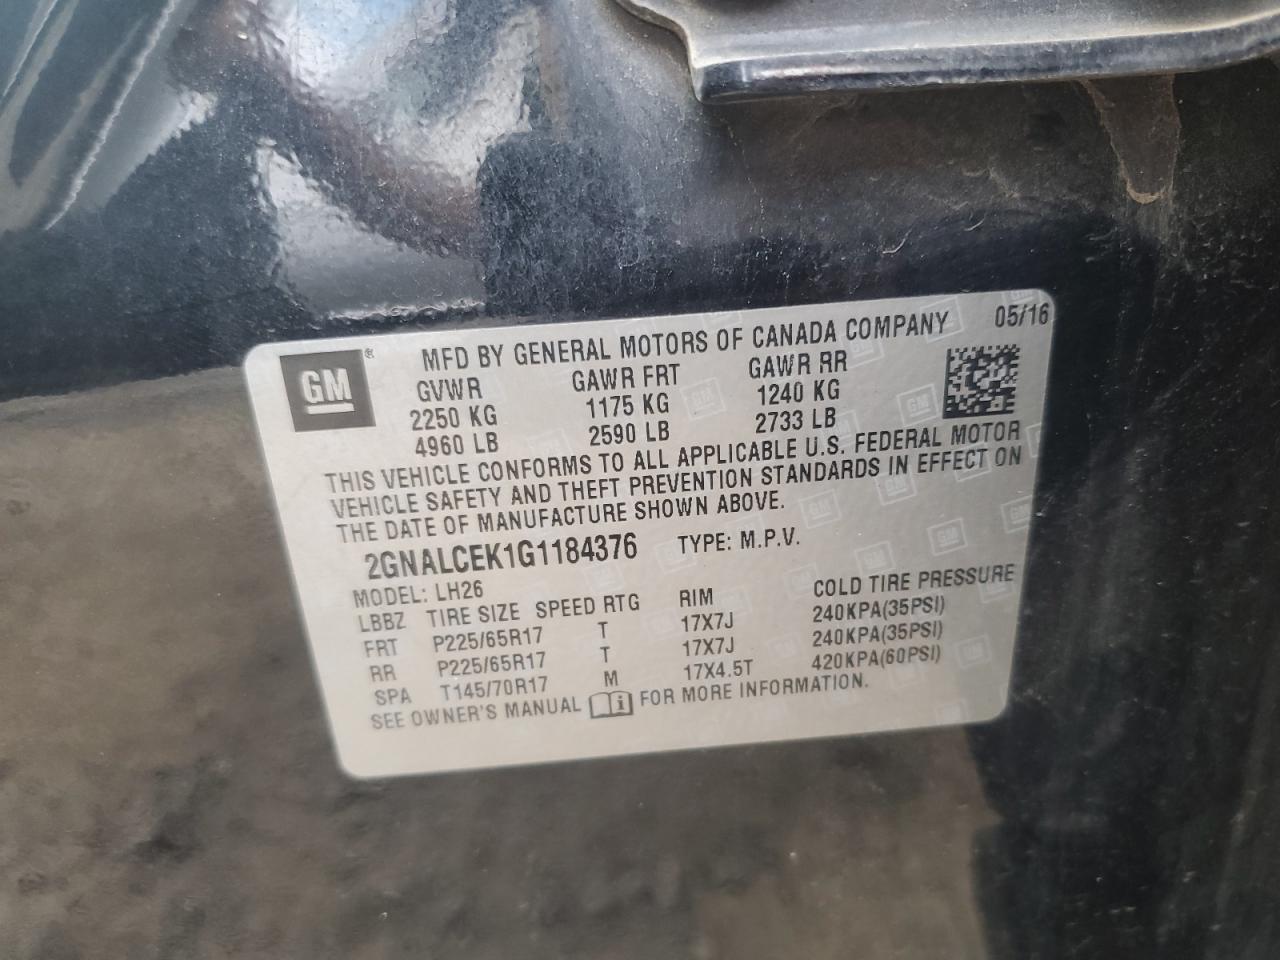 GM ®
MFD BY GENERAL MOTORS OF CANADA COMPANY 05/16
GVWR GAWR FRT GAWR RR
2250 KG 1175 KG 1240 KG
4960 LB 2590 LB 2733 LB
THIS VEHICLE CONFORMS TO ALL APPLICABLE U.S. FEDERAL MOTOR
VEHICLE SAFETY AND THEFT PREVENTION STANDARDS IN EFFECT ON
THE DATE OF MANUFACTURE SHOWN ABOVE.
2GNALCEK1G1184376 TYPE: M.P.V.
MODEL: LH26
LBBZ TIRE SIZE SPEED RTG RIM COLD TIRE PRESSURE
FRT P225/65R17 T 17X7J 240KPA(35PSI)
RR P225/65R17 T 17X7J 240KPA(35PSI)
SPA T145/70R17 M 17X4.5T 420KPA(60PSI)
SEE OWNER'S MANUAL FOR MORE INFORMATION.